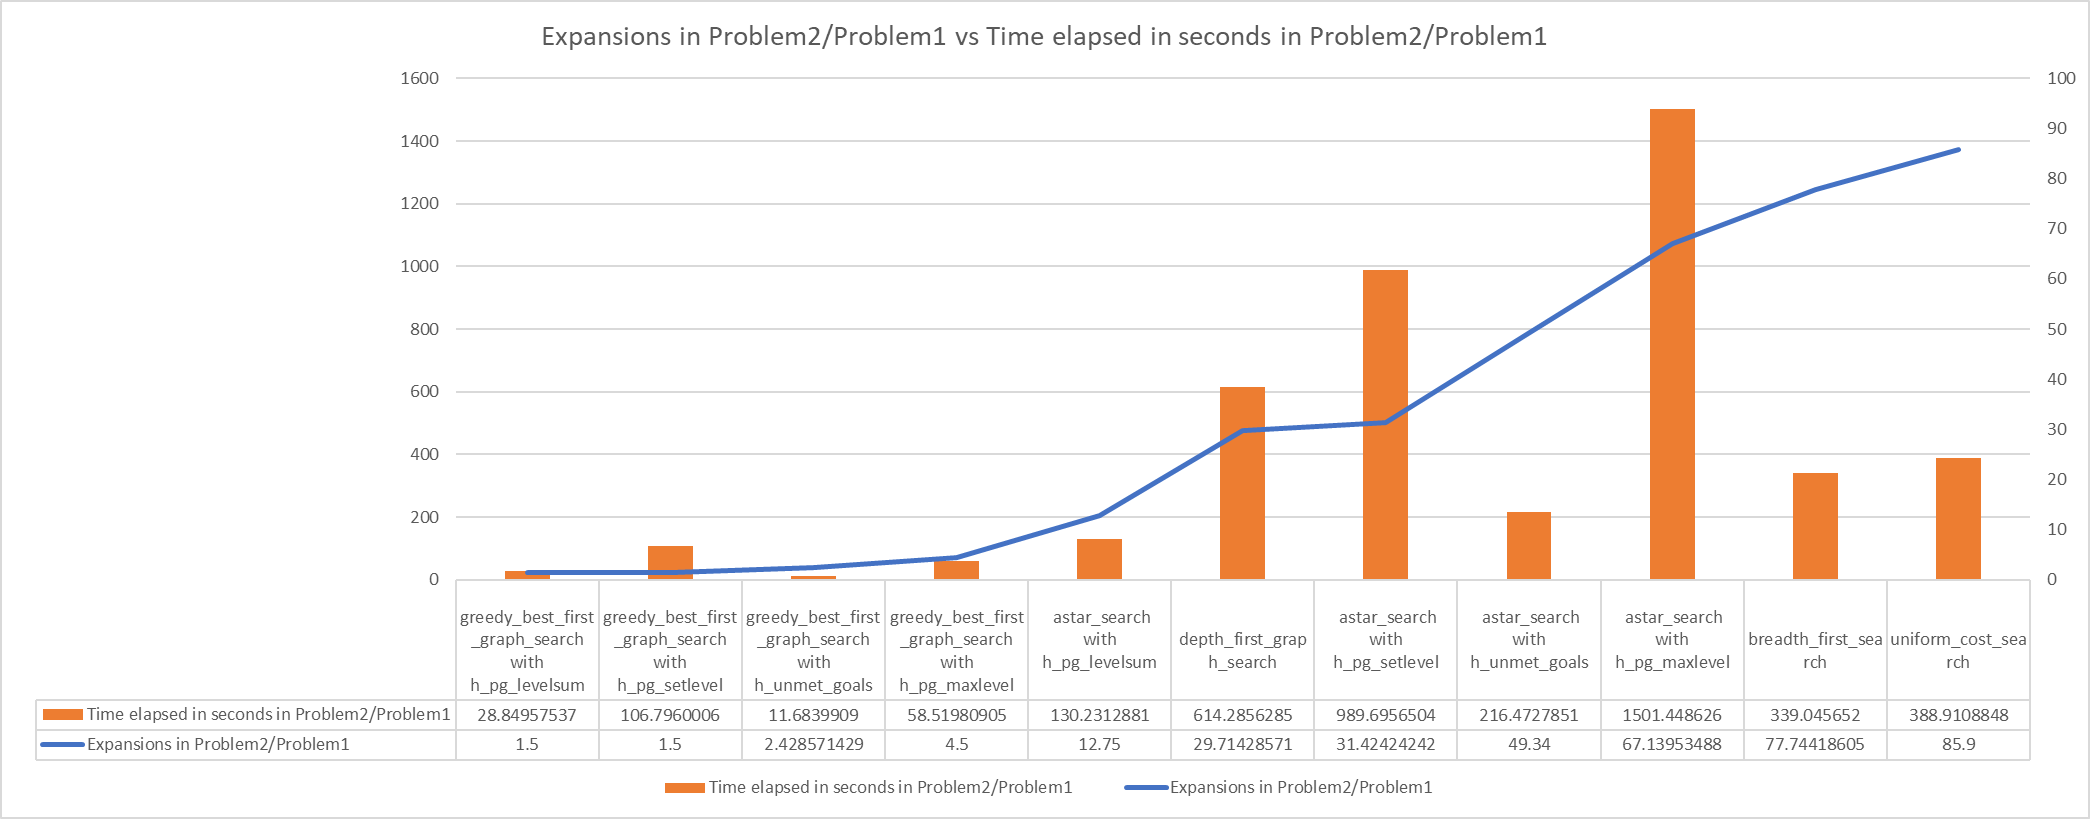 Expansions in Problem2/Problem1 vs Time elapsed in seconds in Problem2/Problem1
1600 100
1400 90
1200 80
1000 70
800 60
600 50
400 40
200 30
0 20
10
0
greedy_best_first
_graph_search
with
h_pg_levelsum
greedy_best_first
_graph_search
with
h_pg_setlevel
greedy_best_first
_graph_search
with
h_unmet_goals
greedy_best_first
_graph_search
with
h_pg_maxlevel
astar_search
with
h_pg_levelsum
depth_first_grap
h_search
astar_search
with
h_pg_setlevel
astar_search
with
h_unmet_goals
astar_search
with
h_pg_maxlevel
breadth_first_sea
rch
uniform_cost_sea
rch
Time elapsed in seconds in Problem2/Problem1 28.84957537 106.7960006 11.6839909 58.51980905 130.2312881 614.2856285 989.6956504 216.4727851 1501.448626 339.045652 388.9108848
Expansions in Problem2/Problem1 1.5 1.5 2.428571429 4.5 12.75 29.71428571 31.42424242 49.34 67.13953488 77.74418605 85.9
Time elapsed in seconds in Problem2/Problem1 Expansions in Problem2/Problem1